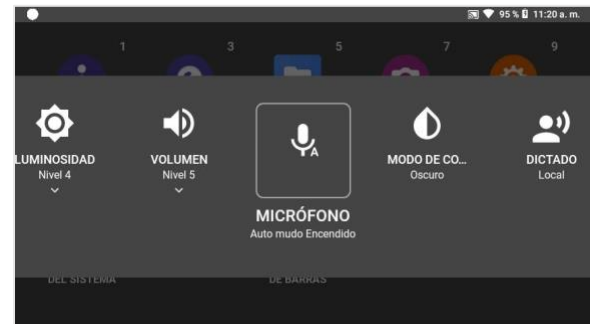 95 % 11:20 a. m.
1 3 5 7 9
LUMINOSIDAD
Nivel 4
VOLUMEN
Nivel 5
MICRÓFONO
Auto mudo Encendido
MODO DE CO...
Oscuro
DICTADO
Local
DEL SISTEMA
DE BARRAS